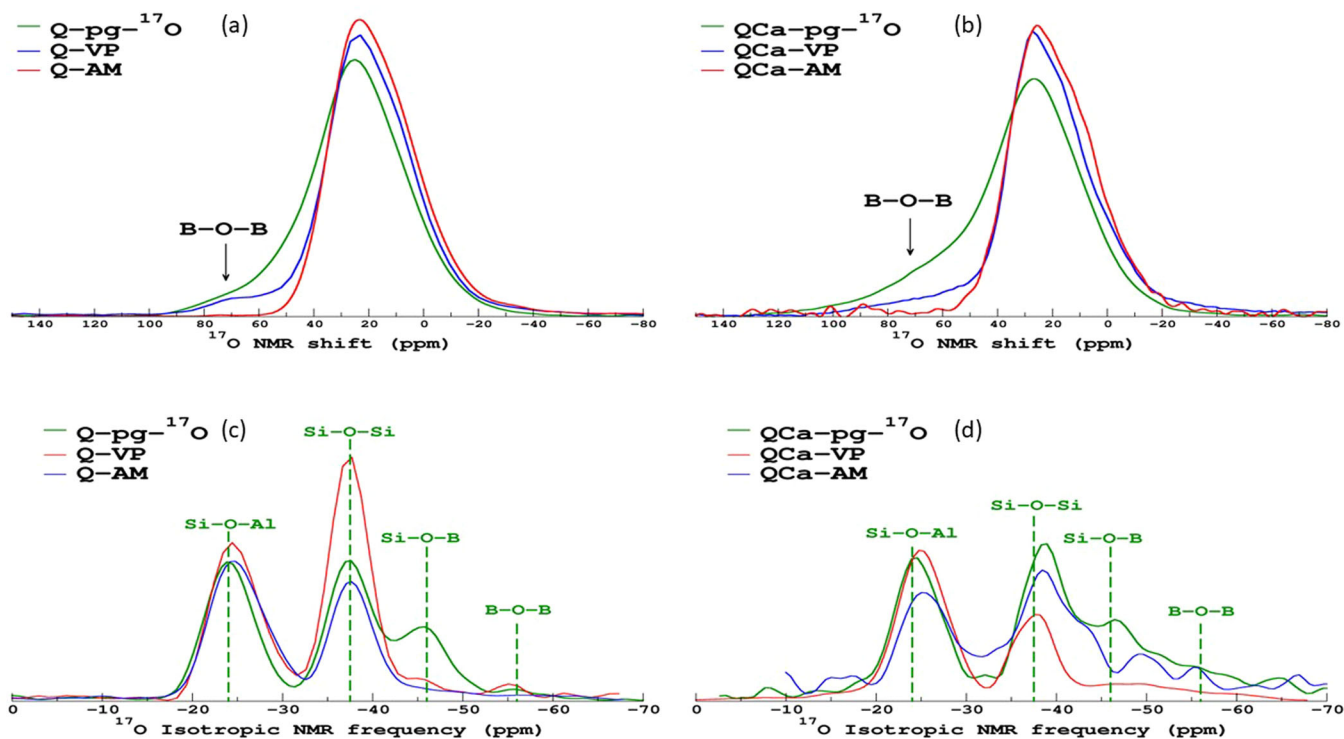 Q-pg-¹⁷O (a)
Q-VP
Q-AM
B-O-B
140 120 100 80 60 40 20 0 -20 -40 -60 -80
¹⁷O NMR shift (ppm)
QCa-pg-¹⁷O (b)
QCa-VP
QCa-AM
B-O-B
140 120 100 80 60 40 20 0 -20 -40 -60 -80
¹⁷O NMR shift (ppm)
Q-pg-¹⁷O (c)
Q-VP
Q-AM
Si-O-Si
Si-O-Al
Si-O-B
B-O-B
0 -10 -20 -30 -40 -50 -60 -70
¹⁷O Isotropic NMR frequency (ppm)
QCa-pg-¹⁷O (d)
QCa-VP
QCa-AM
Si-O-Si
Si-O-Al
Si-O-B
B-O-B
0 -10 -20 -30 -40 -50 -60 -70
¹⁷O Isotropic NMR frequency (ppm)